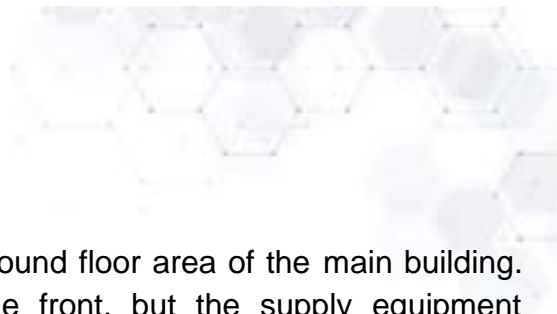 ound floor area of the main building.
e front, but the supply equipment